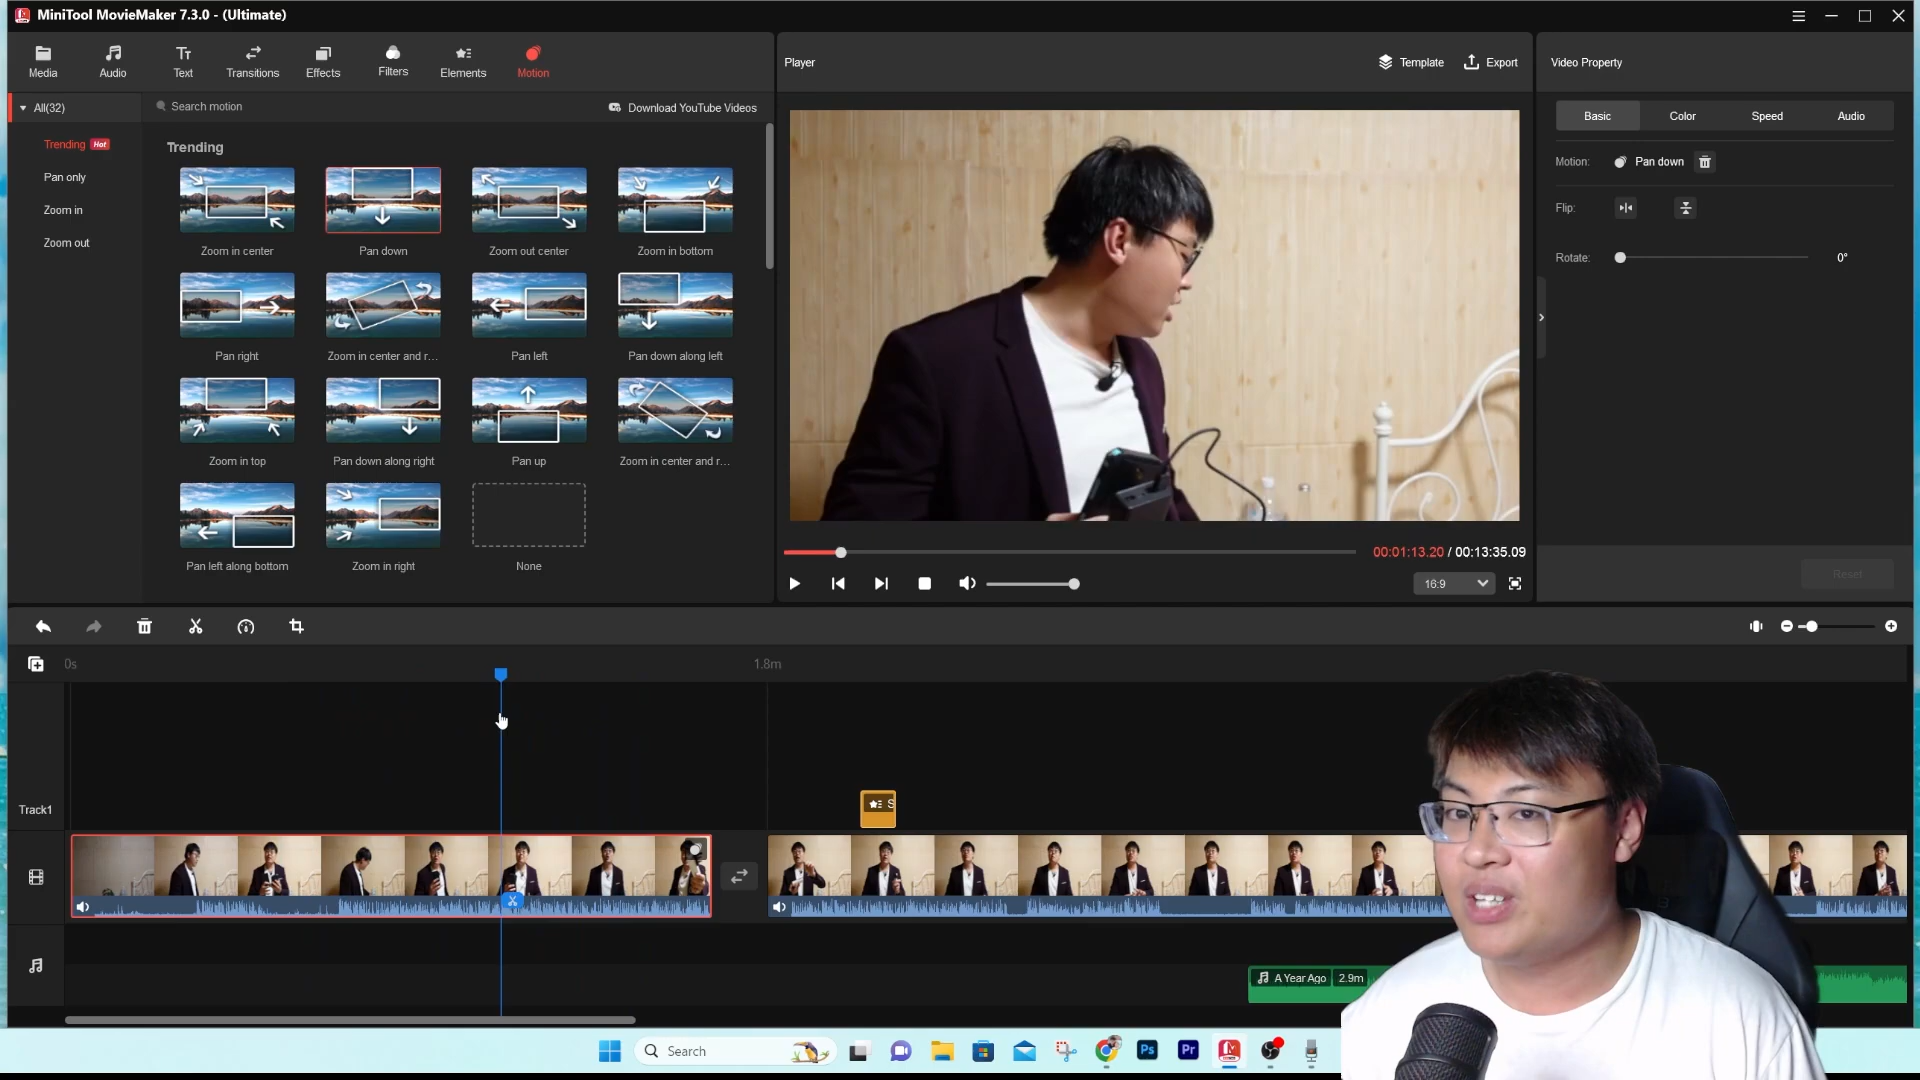 MiniTool MovieMaker 7.3.0 - (Ultimate)
Media
Audio
Text
Transitions
Effects
Filters
Elements
Motion
Player
Template
Export
Video Property
All(32)
Search motion
Download YouTube Videos
Basic
Color
Speed
Audio
Trending Hot
Pan only
Zoom in
Zoom out
Trending
Zoom in center
Pan down
Zoom out center
Zoom in bottom
Pan right
Zoom in center and r...
Pan left
Pan down along left
Zoom in top
Pan down along right
Pan up
Zoom in center and r...
Pan left along bottom
Zoom in right
None
Motion: Pan down
Flip:
Rotate: 0°
00:01:13.20 / 00:13:35.09
16:9
Reset
0s
1.8m
Track1
S
A Year Ago 2.9m
Search
Ps
Pr